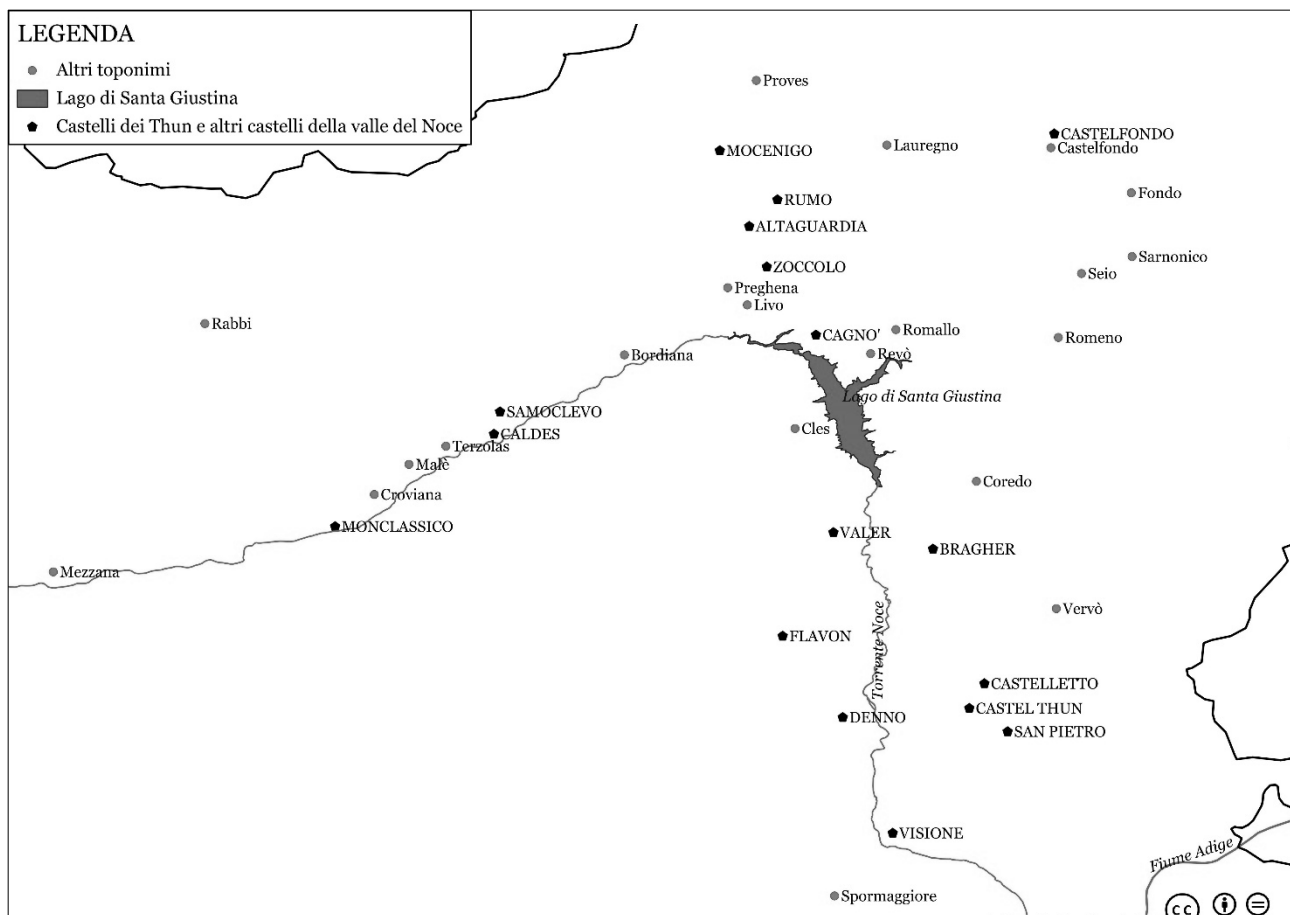 LEGENDA
Altri toponimi
Lago di Santa Giustina
Castelli dei Thun e altri castelli della valle del Noce
Proves
CASTELFONDO
Lauregno
Castelfondo
MOCENIGO
Fondo
RUMO
ALTAGUARDIA
Sarnonico
ZOCCOLO
Seio
Preghena
Livo
Rabbi
Romallo
CAGNO'
Romeno
Revò
Bordiana
Lago di Santa Giustina
SAMOCLEVO
Cles
CALDES
Terzolas
Malè
Coredo
Croviana
MONCLASSICO
VALER
BRAGHER
Mezzana
Vervò
FLAVON
Torrente Noce
CASTELLETTO
CASTEL THUN
DENNO
SAN PIETRO
VISIONE
Fiume Adige
Spormaggiore
cc